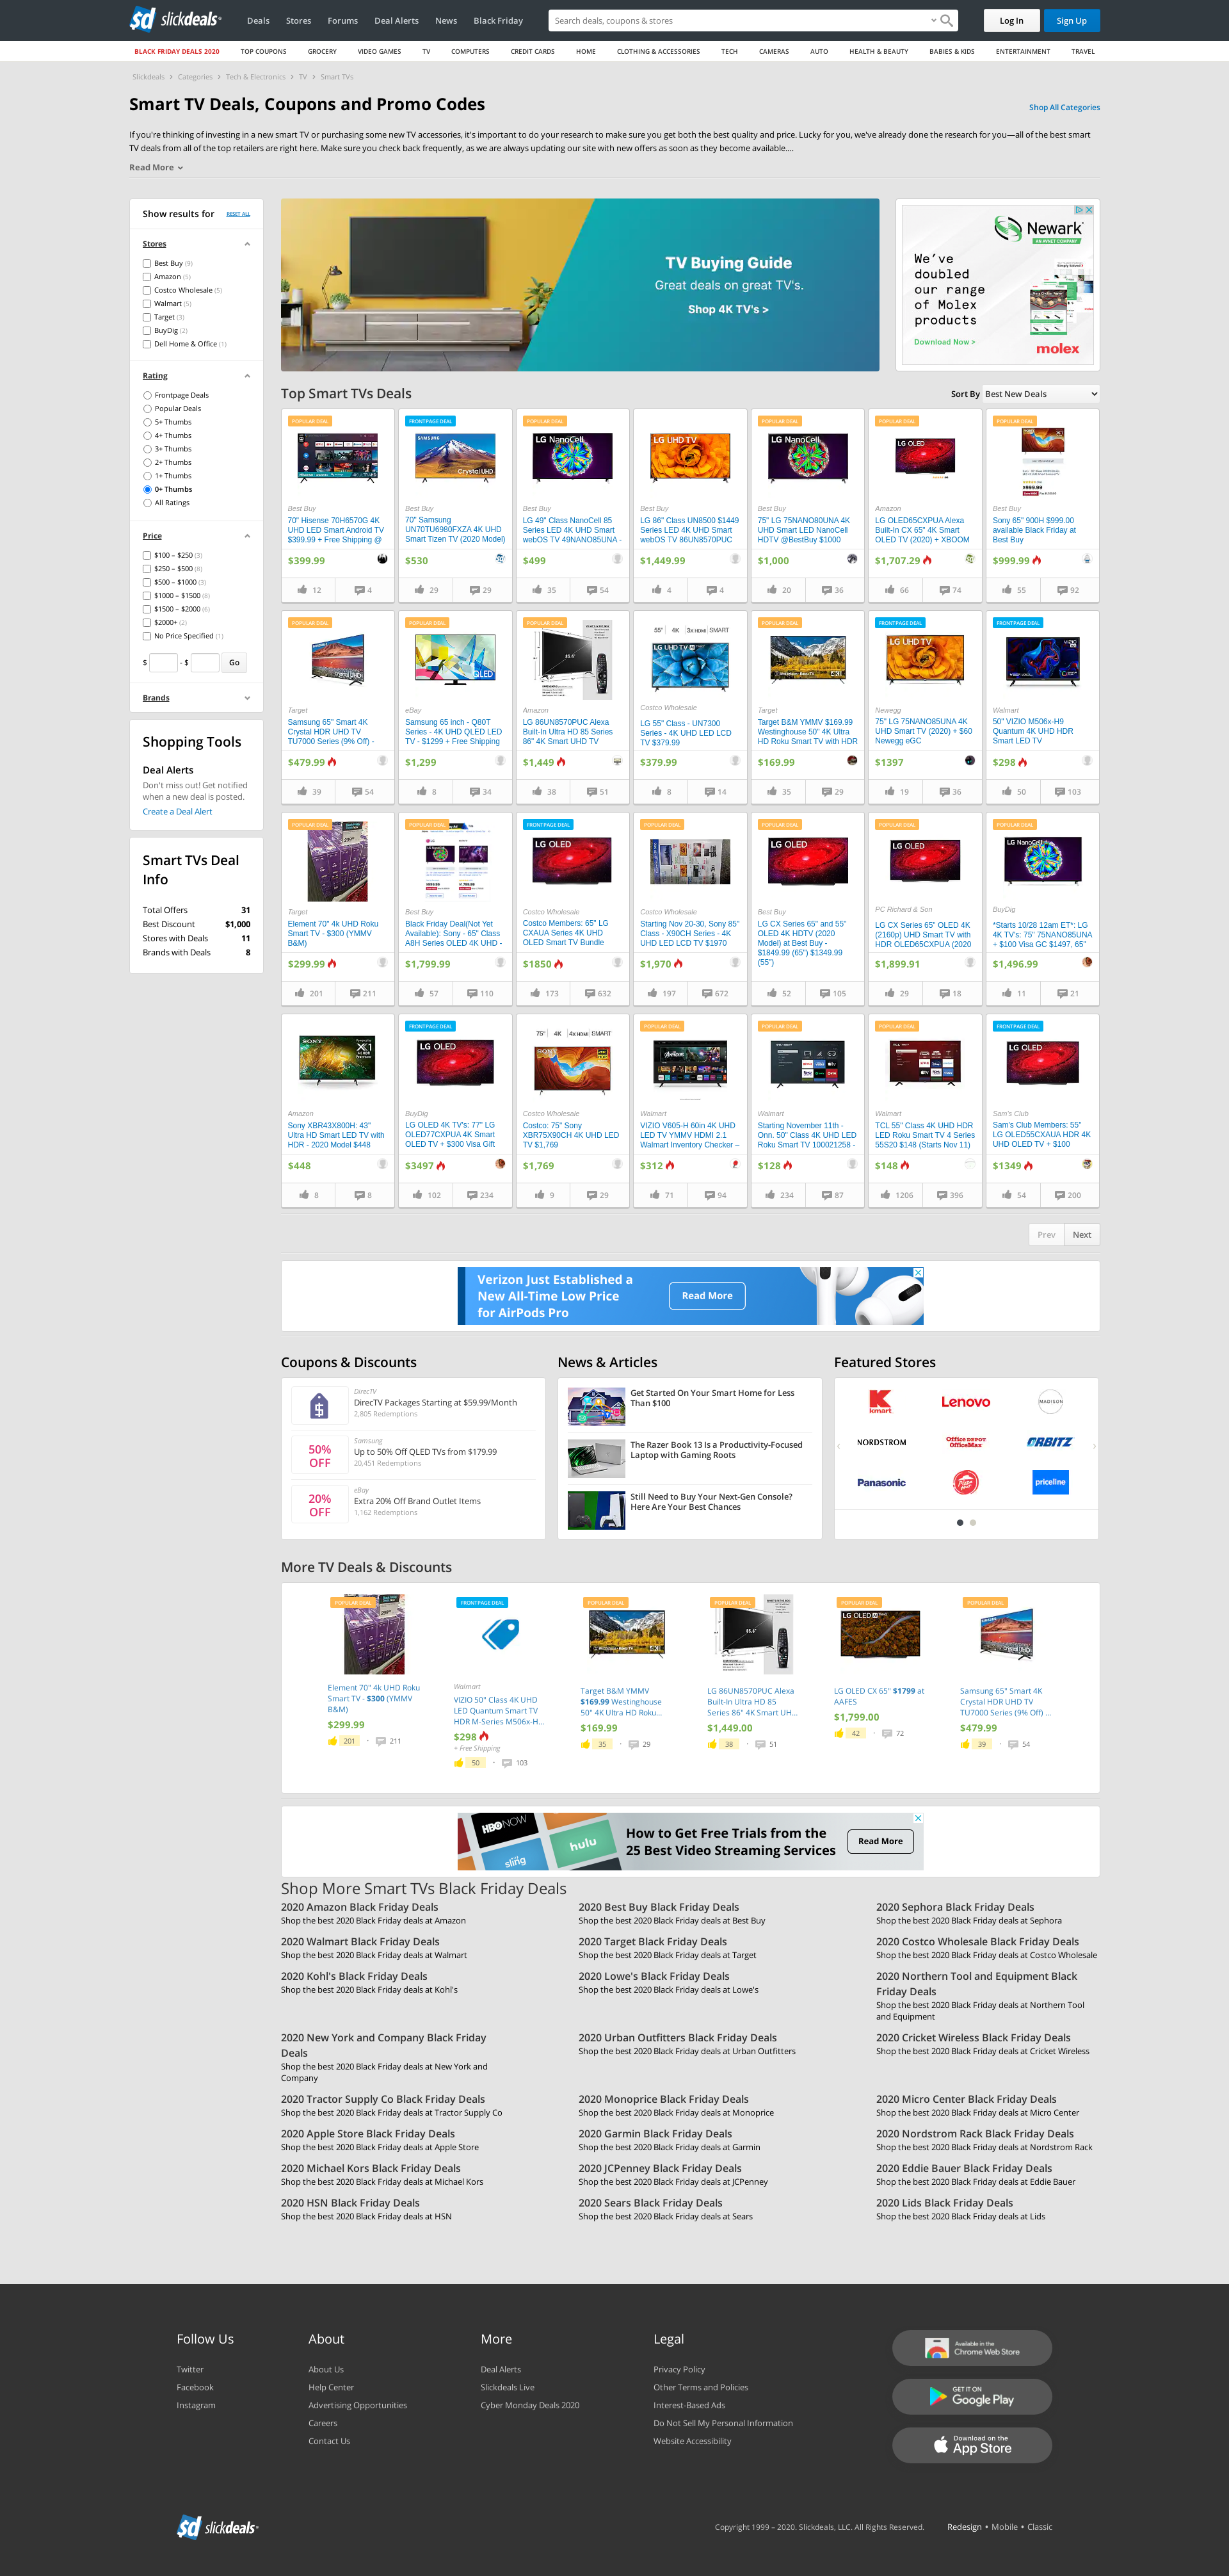 slickdeals
Deals
Stores
Forums
Deal Alerts
News
Black Friday
Search deals, coupons & stores
Log In
Sign Up
BLACK FRIDAY DEALS 2020
TOP COUPONS
GROCERY
VIDEO GAMES
TV
COMPUTERS
CREDIT CARDS
HOME
CLOTHING & ACCESSORIES
TECH
CAMERAS
AUTO
HEALTH & BEAUTY
BABIES & KIDS
ENTERTAINMENT
TRAVEL
Slickdeals > Categories > Tech & Electronics > TV > Smart TVs
Smart TV Deals, Coupons and Promo Codes
Shop All Categories
If you're thinking of investing in a new smart TV or purchasing some new TV accessories, it's important to do your research to make sure you get both the best quality and price. Lucky for you, we've already done the research for you—all of the best smart
TV deals from all of the top retailers are right here. Make sure you check back frequently, as we are always updating our site with new offers as soon as they become available....
Read More
Show results for
RESET ALL
Stores
Best Buy (9)
Amazon (5)
Costco Wholesale (5)
Walmart (5)
Target (3)
BuyDig (2)
Dell Home & Office (1)
Rating
Frontpage Deals
Popular Deals
5+ Thumbs
4+ Thumbs
3+ Thumbs
2+ Thumbs
1+ Thumbs
0+ Thumbs
All Ratings
Price
$100 – $250 (3)
$250 – $500 (8)
$500 – $1000 (3)
$1000 – $1500 (8)
$1500 – $2000 (6)
$2000+ (2)
No Price Specified (1)
$ - $ Go
Brands
Shopping Tools
Deal Alerts
Don't miss out! Get notified
when a new deal is posted.
Create a Deal Alert
Smart TVs Deal
Info
Total Offers 31
Best Discount $1,000
Stores with Deals 11
Brands with Deals 8
TV Buying Guide
Great deals on great TV's.
Shop 4K TV's >
Newark
AN AVNET COMPANY
We've
doubled
our range
of Molex
products
Download Now >
molex
Top Smart TVs Deals
Sort By Best New Deals
POPULAR DEAL
Best Buy
70" Hisense 70H6570G 4K
UHD LED Smart Android TV
$399.99 + Free Shipping @
$399.99
12
4
FRONTPAGE DEAL
SAMSUNG
Crystal UHD
Best Buy
70" Samsung
UN70TU6980FXZA 4K UHD
Smart Tizen TV (2020 Model)
$530
29
29
POPULAR DEAL
LG NanoCell
Best Buy
LG 49" Class NanoCell 85
Series LED 4K UHD Smart
webOS TV 49NANO85UNA -
$499
35
54
LG UHD TV
Best Buy
LG 86" Class UN8500 $1449
Series LED 4K UHD Smart
webOS TV 86UN8570PUC
$1,449.99
4
4
POPULAR DEAL
LG NanoCell
Best Buy
75" LG 75NANO80UNA 4K
UHD Smart LED NanoCell
HDTV @BestBuy $1000
$1,000
20
36
POPULAR DEAL
LG OLED
Amazon
LG OLED65CXPUA Alexa
Built-In CX 65" 4K Smart
OLED TV (2020) + XBOOM
$1,707.29
66
74
POPULAR DEAL
$999.99
Best Buy
Sony 65" 900H $999.00
available Black Friday at
Best Buy
$999.99
55
92
POPULAR DEAL
Crystal UHD
Target
Samsung 65" Smart 4K
Crystal HDR UHD TV
TU7000 Series (9% Off) -
$479.99
39
54
POPULAR DEAL
QLED
eBay
Samsung 65 inch - Q80T
Series - 4K UHD QLED LED
TV - $1299 + Free Shipping
$1,299
8
34
POPULAR DEAL
85.6"
Amazon
LG 86UN8570PUC Alexa
Built-In Ultra HD 85 Series
86" 4K Smart UHD TV
$1,449
38
51
55" 4K 3x HDMI SMART
LG UHD TV
Costco Wholesale
LG 55" Class - UN7300
Series - 4K UHD LED LCD
TV $379.99
$379.99
8
14
POPULAR DEAL
Target
Target B&M YMMV $169.99
Westinghouse 50" 4K Ultra
HD Roku Smart TV with HDR
$169.99
35
29
FRONTPAGE DEAL
LG UHD TV
Newegg
75" LG 75NANO85UNA 4K
UHD Smart TV (2020) + $60
Newegg eGC
$1397
19
36
FRONTPAGE DEAL
VIZIO
Walmart
50" VIZIO M506x-H9
Quantum 4K UHD HDR
Smart LED TV
$298
50
103
POPULAR DEAL
Target
Element 70" 4k UHD Roku
Smart TV - $300 (YMMV
B&M)
$299.99
201
211
POPULAR DEAL
Best Buy
Black Friday Deal(Not Yet
Available): Sony - 65" Class
A8H Series OLED 4K UHD -
$1,799.99
57
110
FRONTPAGE DEAL
LG OLED
Costco Wholesale
Costco Members: 65" LG
CXAUA Series 4K UHD
OLED Smart TV Bundle
$1850
173
632
POPULAR DEAL
Costco Wholesale
Starting Nov 20-30, Sony 85"
Class - X90CH Series - 4K
UHD LED LCD TV $1970
$1,970
197
672
POPULAR DEAL
LG OLED
Best Buy
LG CX Series 65" and 55"
OLED 4K HDTV (2020
Model) at Best Buy -
$1849.99 (65") $1349.99
(55")
52
105
POPULAR DEAL
LG OLED
PC Richard & Son
LG CX Series 65" OLED 4K
(2160p) UHD Smart TV with
HDR OLED65CXPUA (2020
$1,899.91
29
18
POPULAR DEAL
LG NanoCell
BuyDig
*Starts 10/28 12am ET*: LG
4K TV's: 75" 75NANO85UNA
+ $100 Visa GC $1497, 65"
$1,496.99
11
21
SONY
X1
Amazon
Sony XBR43X800H: 43"
Ultra HD Smart LED TV with
HDR - 2020 Model $448
$448
8
8
FRONTPAGE DEAL
LG OLED
BuyDig
LG OLED 4K TV's: 77" LG
OLED77CXPUA 4K Smart
OLED TV + $300 Visa Gift
$3497
102
234
75" 4K 4x HDMI SMART
SONY
Costco Wholesale
Costco: 75" Sony
XBR75X90CH 4K UHD LED
TV $1,769
$1,769
9
29
POPULAR DEAL
Walmart
VIZIO V605-H 60in 4K UHD
LED TV YMMV HDMI 2.1
Walmart Inventory Checker –
$312
71
94
POPULAR DEAL
Walmart
Starting November 11th -
Onn. 50" Class 4K UHD LED
Roku Smart TV 100021258 -
$128
234
87
POPULAR DEAL
Walmart
TCL 55" Class 4K UHD HDR
LED Roku Smart TV 4 Series
55S20 $148 (Starts Nov 11)
$148
1206
396
FRONTPAGE DEAL
LG OLED
Sam's Club
Sam's Club Members: 55"
LG OLED55CXAUA HDR 4K
UHD OLED TV + $100
$1349
54
200
Prev
Next
Verizon Just Established a
New All-Time Low Price
for AirPods Pro
Read More
Coupons & Discounts
DirecTV
DirecTV Packages Starting at $59.99/Month
2,805 Redemptions
50%
OFF
Samsung
Up to 50% Off QLED TVs from $179.99
20,451 Redemptions
20%
OFF
eBay
Extra 20% Off Brand Outlet Items
1,162 Redemptions
News & Articles
Get Started On Your Smart Home for Less
Than $100
The Razer Book 13 Is a Productivity-Focused
Laptop with Gaming Roots
Still Need to Buy Your Next-Gen Console?
Here Are Your Best Chances
Featured Stores
kmart
Lenovo
MADISON
NORDSTROM
Office DEPOT
OfficeMax
ORBITZ
Panasonic
priceline
More TV Deals & Discounts
POPULAR DEAL
Element 70" 4k UHD Roku
Smart TV - $300 (YMMV
B&M)
$299.99
201 • 211
FRONTPAGE DEAL
Walmart
VIZIO 50" Class 4K UHD
LED Quantum Smart TV
HDR M-Series M506x-H...
$298
+ Free Shipping
50 • 103
POPULAR DEAL
Target B&M YMMV
$169.99 Westinghouse
50" 4K Ultra HD Roku...
$169.99
35 • 29
POPULAR DEAL
85.6"
LG 86UN8570PUC Alexa
Built-In Ultra HD 85
Series 86" 4K Smart UH...
$1,449.00
38 • 51
POPULAR DEAL
LG OLED
LG OLED CX 65" $1799 at
AAFES
$1,799.00
42 • 72
POPULAR DEAL
Samsung 65" Smart 4K
Crystal HDR UHD TV
TU7000 Series (9% Off) ...
$479.99
39 • 54
HBO NOW
hulu
sling
How to Get Free Trials from the
25 Best Video Streaming Services
Read More
Shop More Smart TVs Black Friday Deals
2020 Amazon Black Friday Deals
Shop the best 2020 Black Friday deals at Amazon
2020 Best Buy Black Friday Deals
Shop the best 2020 Black Friday deals at Best Buy
2020 Sephora Black Friday Deals
Shop the best 2020 Black Friday deals at Sephora
2020 Walmart Black Friday Deals
Shop the best 2020 Black Friday deals at Walmart
2020 Target Black Friday Deals
Shop the best 2020 Black Friday deals at Target
2020 Costco Wholesale Black Friday Deals
Shop the best 2020 Black Friday deals at Costco Wholesale
2020 Kohl's Black Friday Deals
Shop the best 2020 Black Friday deals at Kohl's
2020 Lowe's Black Friday Deals
Shop the best 2020 Black Friday deals at Lowe's
2020 Northern Tool and Equipment Black
Friday Deals
Shop the best 2020 Black Friday deals at Northern Tool
and Equipment
2020 New York and Company Black Friday
Deals
Shop the best 2020 Black Friday deals at New York and
Company
2020 Urban Outfitters Black Friday Deals
Shop the best 2020 Black Friday deals at Urban Outfitters
2020 Cricket Wireless Black Friday Deals
Shop the best 2020 Black Friday deals at Cricket Wireless
2020 Tractor Supply Co Black Friday Deals
Shop the best 2020 Black Friday deals at Tractor Supply Co
2020 Monoprice Black Friday Deals
Shop the best 2020 Black Friday deals at Monoprice
2020 Micro Center Black Friday Deals
Shop the best 2020 Black Friday deals at Micro Center
2020 Apple Store Black Friday Deals
Shop the best 2020 Black Friday deals at Apple Store
2020 Garmin Black Friday Deals
Shop the best 2020 Black Friday deals at Garmin
2020 Nordstrom Rack Black Friday Deals
Shop the best 2020 Black Friday deals at Nordstrom Rack
2020 Michael Kors Black Friday Deals
Shop the best 2020 Black Friday deals at Michael Kors
2020 JCPenney Black Friday Deals
Shop the best 2020 Black Friday deals at JCPenney
2020 Eddie Bauer Black Friday Deals
Shop the best 2020 Black Friday deals at Eddie Bauer
2020 HSN Black Friday Deals
Shop the best 2020 Black Friday deals at HSN
2020 Sears Black Friday Deals
Shop the best 2020 Black Friday deals at Sears
2020 Lids Black Friday Deals
Shop the best 2020 Black Friday deals at Lids
Follow Us
Twitter
Facebook
Instagram
About
About Us
Help Center
Advertising Opportunities
Careers
Contact Us
More
Deal Alerts
Slickdeals Live
Cyber Monday Deals 2020
Legal
Privacy Policy
Other Terms and Policies
Interest-Based Ads
Do Not Sell My Personal Information
Website Accessibility
Available in the
Chrome Web Store
GET IT ON
Google Play
Download on the
App Store
slickdeals
Copyright 1999 – 2020. Slickdeals, LLC. All Rights Reserved.
Redesign • Mobile • Classic